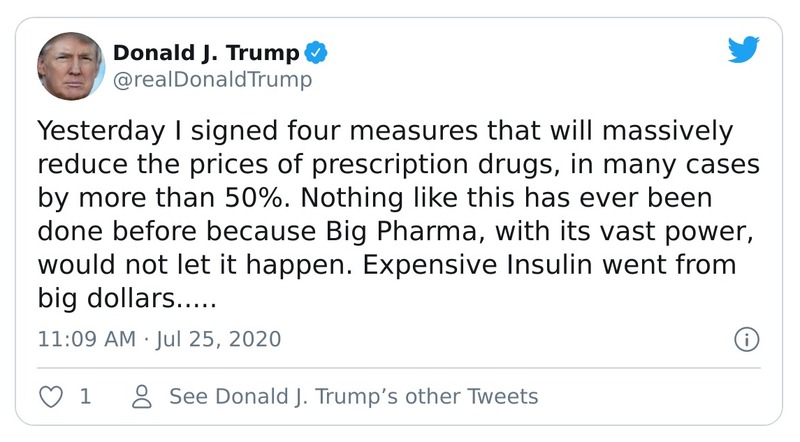 Donald J. Trump
@realDonaldTrump
Yesterday I signed four measures that will massively
reduce the prices of prescription drugs, in many cases
by more than 50%. Nothing like this has ever been
done before because Big Pharma, with its vast power,
would not let it happen. Expensive Insulin went from
big dollars.....
11:09 AM · Jul 25, 2020
1 See Donald J. Trump’s other Tweets